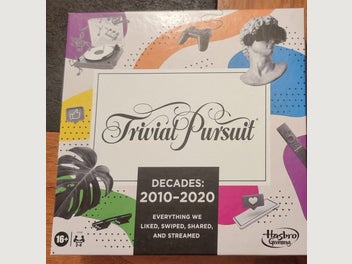 Trivial Pursuit
DECADES:
2010–2020
EVERYTHING WE
LIKED, SWIPED, SHARED,
AND STREAMED
16+
Hasbro
Gaming